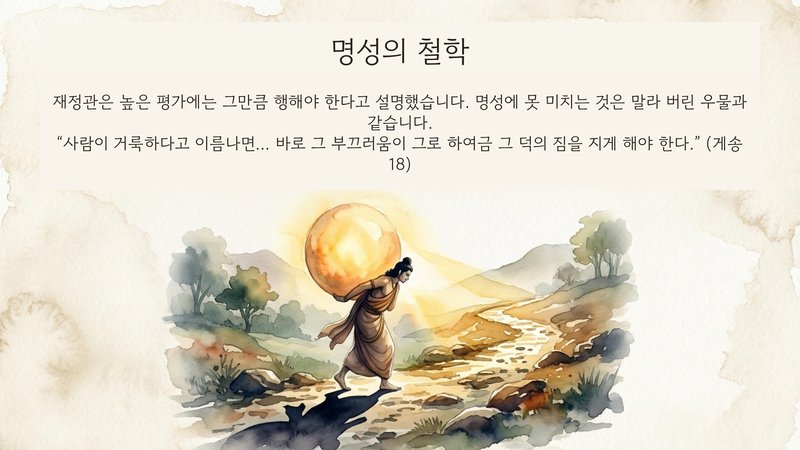 명성의 철학
재정관은 높은 평가에는 그만큼 행해야 한다고 설명했습니다. 명성에 못 미치는 것은 말라 버린 우물과
같습니다.
“사람이 거룩하다고 이름나면... 바로 그 부끄러움이 그로 하여금 그 덕의 짐을 지게 해야 한다.” (게송
18)